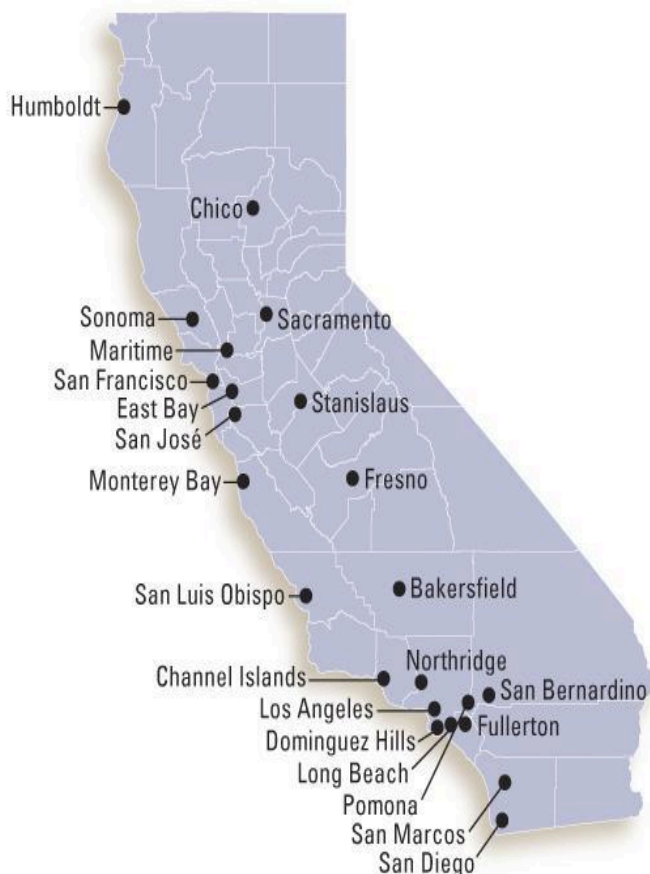 Humboldt
Chico
Sonoma
Sacramento
Maritime
San Francisco
East Bay
Stanislaus
San José
Monterey Bay
Fresno
San Luis Obispo
Bakersfield
Northridge
Channel Islands
San Bernardino
Los Angeles
Fullerton
Dominguez Hills
Long Beach
Pomona
San Marcos
San Diego